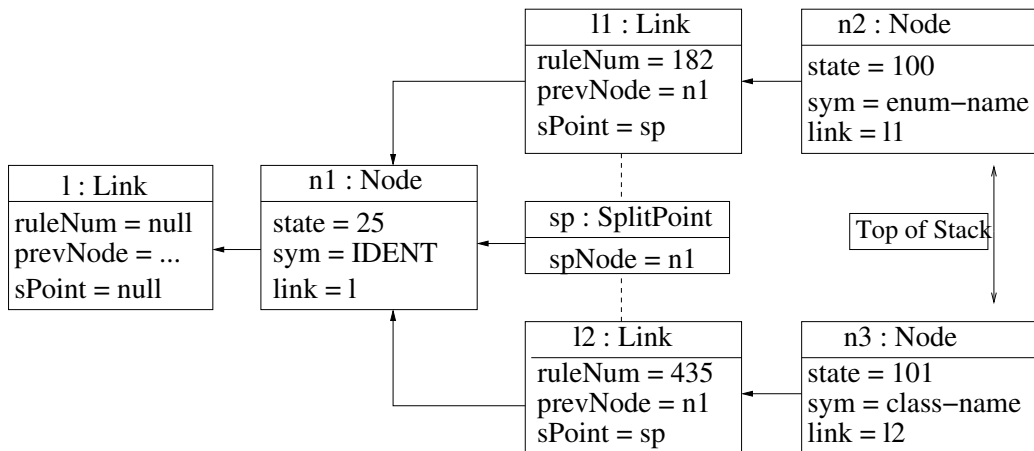 l : Link
ruleNum = null
prevNode = ...
sPoint = null
n1 : Node
state = 25
sym = IDENT
link = l
l1 : Link
ruleNum = 182
prevNode = n1
sPoint = sp
sp : SplitPoint
spNode = n1
l2 : Link
ruleNum = 435
prevNode = n1
sPoint = sp
n2 : Node
state = 100
sym = enum−name
link = l1
Top of Stack
n3 : Node
state = 101
sym = class−name
link = l2